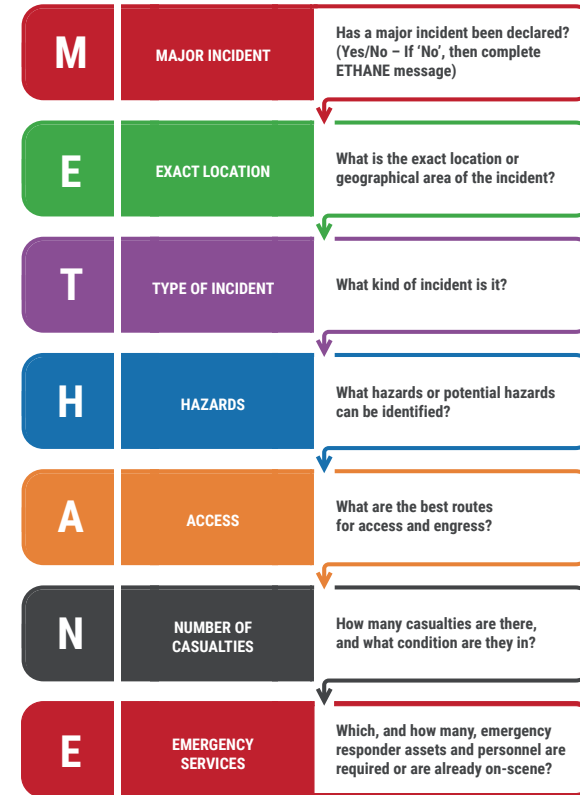 M
MAJOR INCIDENT
Has a major incident been declared?
(Yes/No – If ‘No’, then complete
ETHANE message)
E
EXACT LOCATION
What is the exact location or
geographical area of the incident?
T
TYPE OF INCIDENT
What kind of incident is it?
H
HAZARDS
What hazards or potential hazards
can be identified?
A
ACCESS
What are the best routes
for access and engress?
N
NUMBER OF
CASUALTIES
How many casualties are there,
and what condition are they in?
E
EMERGENCY
SERVICES
Which, and how many, emergency
responder assets and personnel are
required or are already on-scene?